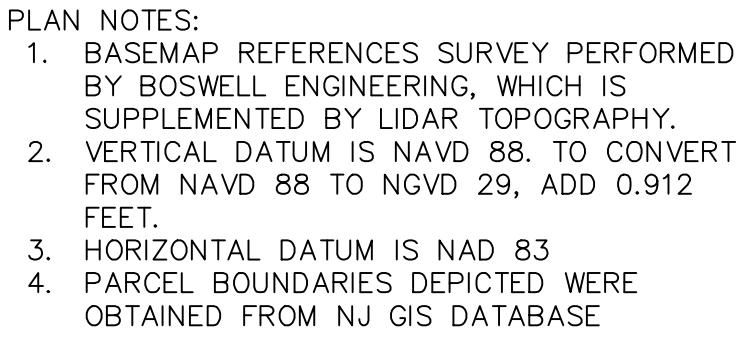 PLAN NOTES:
1. BASEMAP REFERENCES SURVEY PERFORMED
BY BOSWELL ENGINEERING, WHICH IS
SUPPLEMENTED BY LIDAR TOPOGRAPHY.
2. VERTICAL DATUM IS NAVD 88. TO CONVERT
FROM NAVD 88 TO NGVD 29, ADD 0.912
FEET.
3. HORIZONTAL DATUM IS NAD 83
4. PARCEL BOUNDARIES DEPICTED WERE
OBTAINED FROM NJ GIS DATABASE